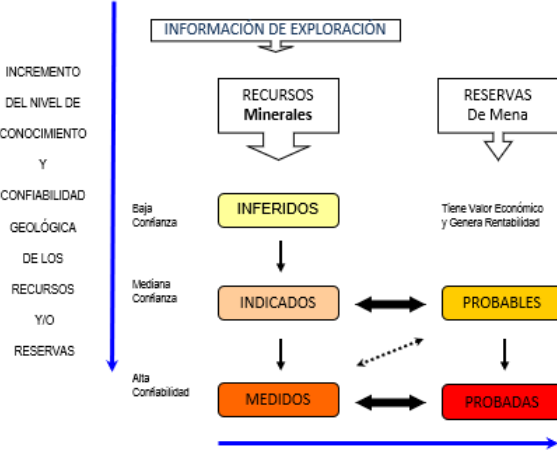 INFORMACIÓN DE EXPLORACIÓN
INCREMENTO
DEL NIVEL DE
CONOCIMIENTO
Y
CONFIABILIDAD
GEOLÓGICA
DE LOS
RECURSOS
Y/O
RESERVAS
RECURSOS
Minerales
RESERVAS
De Mena
Baja
Confianza
INFERIDOS
Tiene Valor Económico
y Genera Rentabilidad
Mediana
Confianza
INDICADOS
PROBABLES
Alta
Confiabilidad
MEDIDOS
PROBADAS